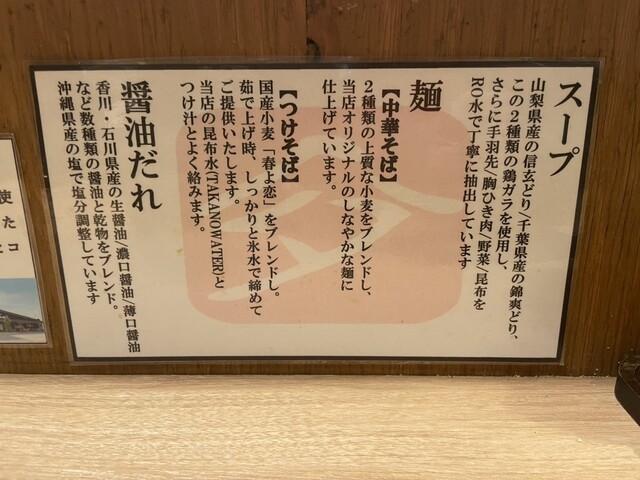 スープ
山梨県産の信玄どり/千葉県産の錦爽どり、
この2種類の鶏ガラを使用し、
さらに手羽先/胸ひき肉/野菜/昆布を
RO水で丁寧に抽出しています
麺
【中華そば】
2種類の上質な小麦をブレンドし、
当店オリジナルのしなやかな麺に
仕上げています。
【つけそば】
国産小麦「春よ恋」をブレンドし。
茹で上げ時、しっかりと氷水で締めて
ご提供いたします。
当店の昆布水(TAKANOWATER)と
つけ汁とよく絡みます。
醤油だれ
香川・石川県産の生醤油/濃口醤油/薄口醤油
など数種類の醤油と乾物をブレンド。
沖縄県産の塩で塩分調整しています